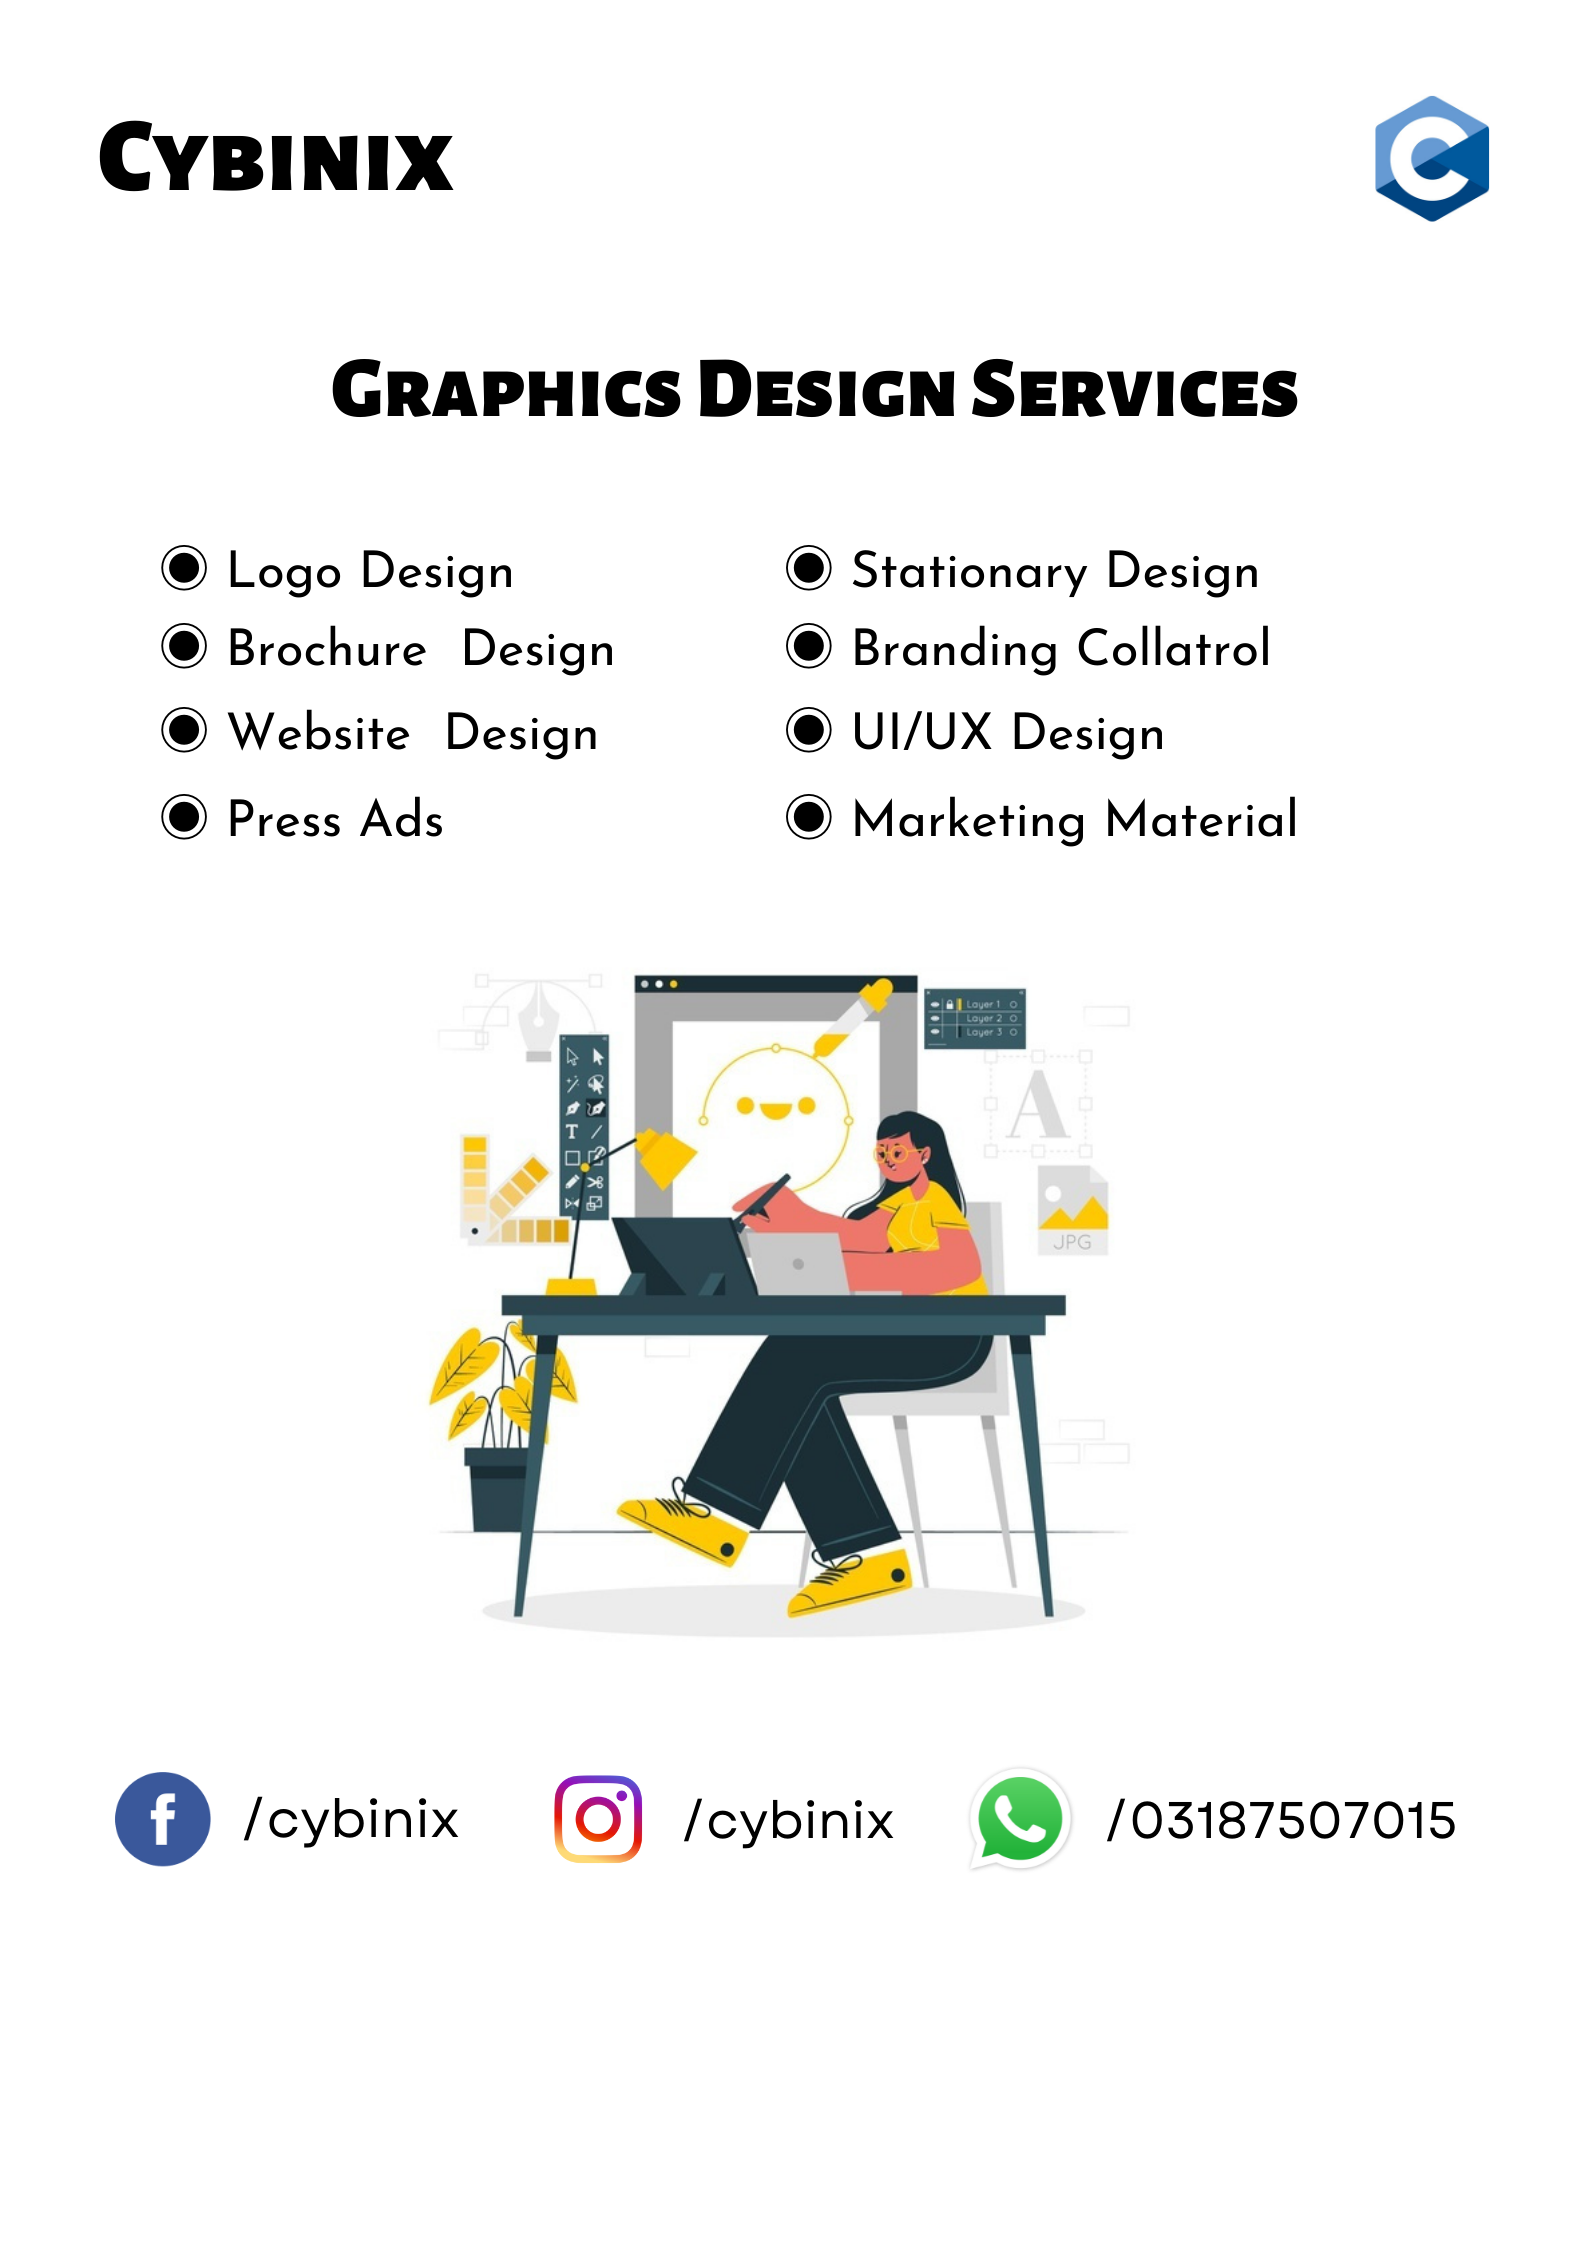 Cybinix
Graphics Design Services
Logo Design
Brochure Design
Website Design
Press Ads
Stationary Design
Branding Collatrol
UI/UX Design
Marketing Material
Layer 1
Layer 2
Layer 3
T
A
JPG
/cybinix
/cybinix
/03187507015